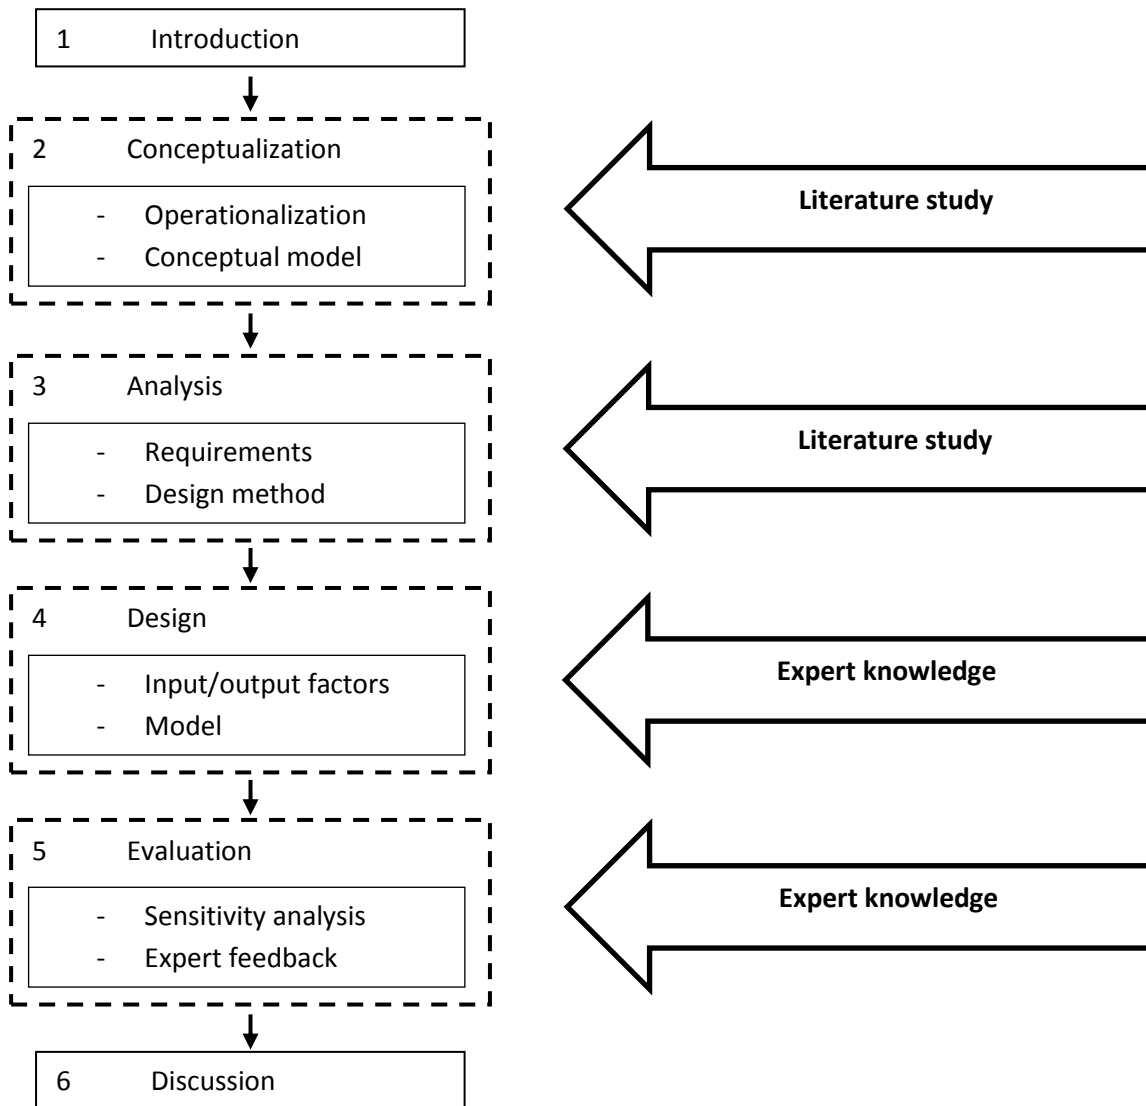 1 Introduction
2 Conceptualization
- Operationalization
- Conceptual model
Literature study
3 Analysis
- Requirements
- Design method
Literature study
4 Design
- Input/output factors
- Model
Expert knowledge
5 Evaluation
- Sensitivity analysis
- Expert feedback
Expert knowledge
6 Discussion